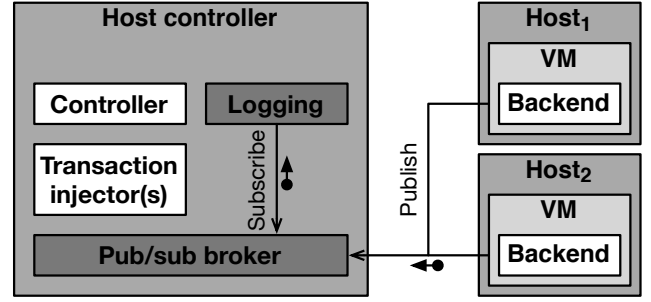 Host controller
Controller
Logging
Transaction
injector(s)
Subscribe
Pub/sub broker
Publish
Host1
VM
Backend
Host2
VM
Backend